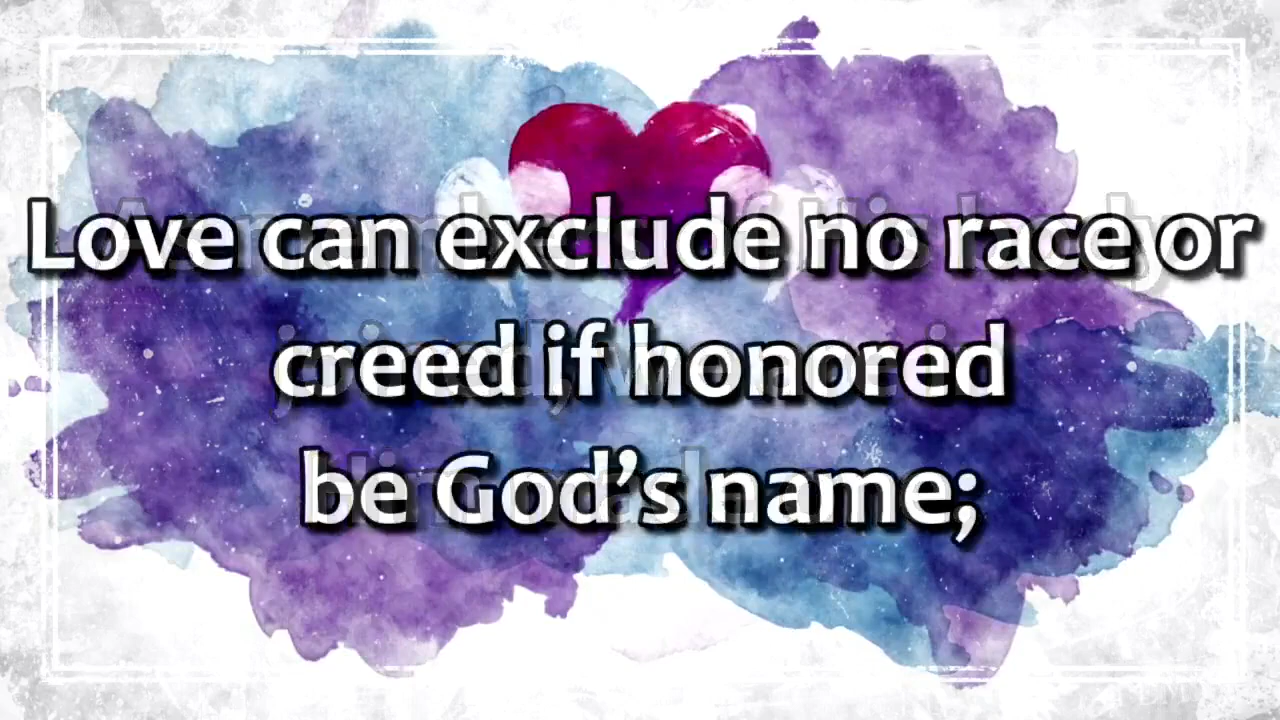 Love can exclude no race or
creed if honored
be God’s name;